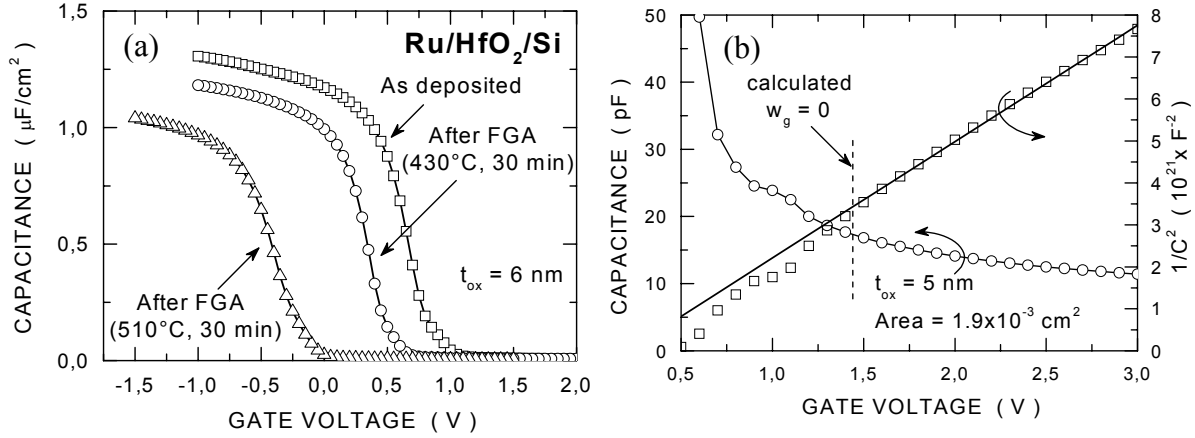 (a)
Ru/HfO2/Si
As deposited
After FGA
(430°C, 30 min)
tox = 6 nm
After FGA
(510°C, 30 min)
CAPACITANCE ( μF/cm2 )
1,5
1,0
0,5
0,0
-1,5 -1,0 -0,5 0,0 0,5 1,0 1,5 2,0
GATE VOLTAGE ( V )
(b)
calculated
wg = 0
tox = 5 nm
Area = 1.9x10-3 cm2
CAPACITANCE ( pF )
50
40
30
20
10
0
0,5 1,0 1,5 2,0 2,5 3,0
GATE VOLTAGE ( V )
8
7
6
5
4
3
2
1
0
1/C2 ( 1021x F-2 )